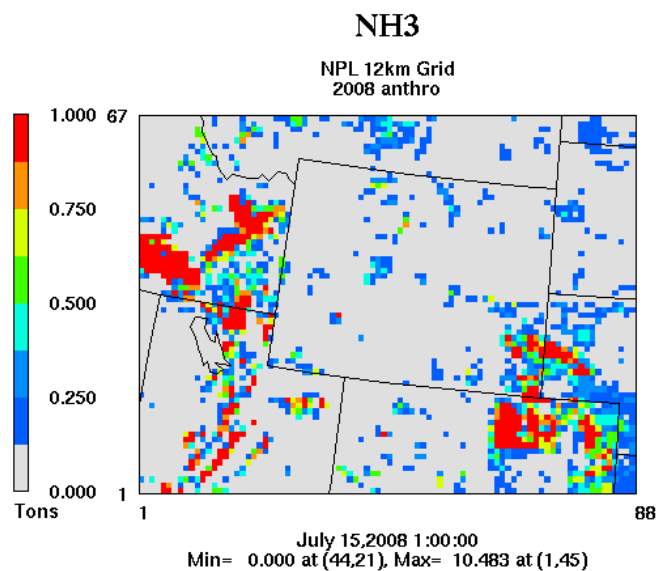 NH3
NPL 12km Grid
2008 anthro
1.000
0.750
0.500
0.250
0.000
Tons
67
1
1
88
July 15,2008 1:00:00
Min= 0.000 at (44,21), Max= 10.483 at (1,45)